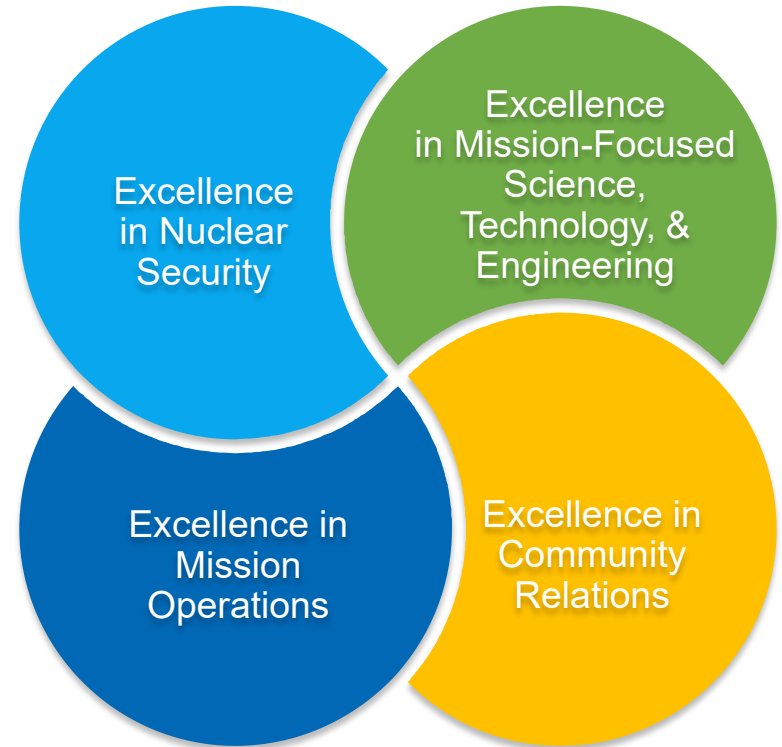 Excellence
in Nuclear
Security
Excellence
in Mission-Focused
Science,
Technology, &
Engineering
Excellence in
Mission
Operations
Excellence in
Community
Relations